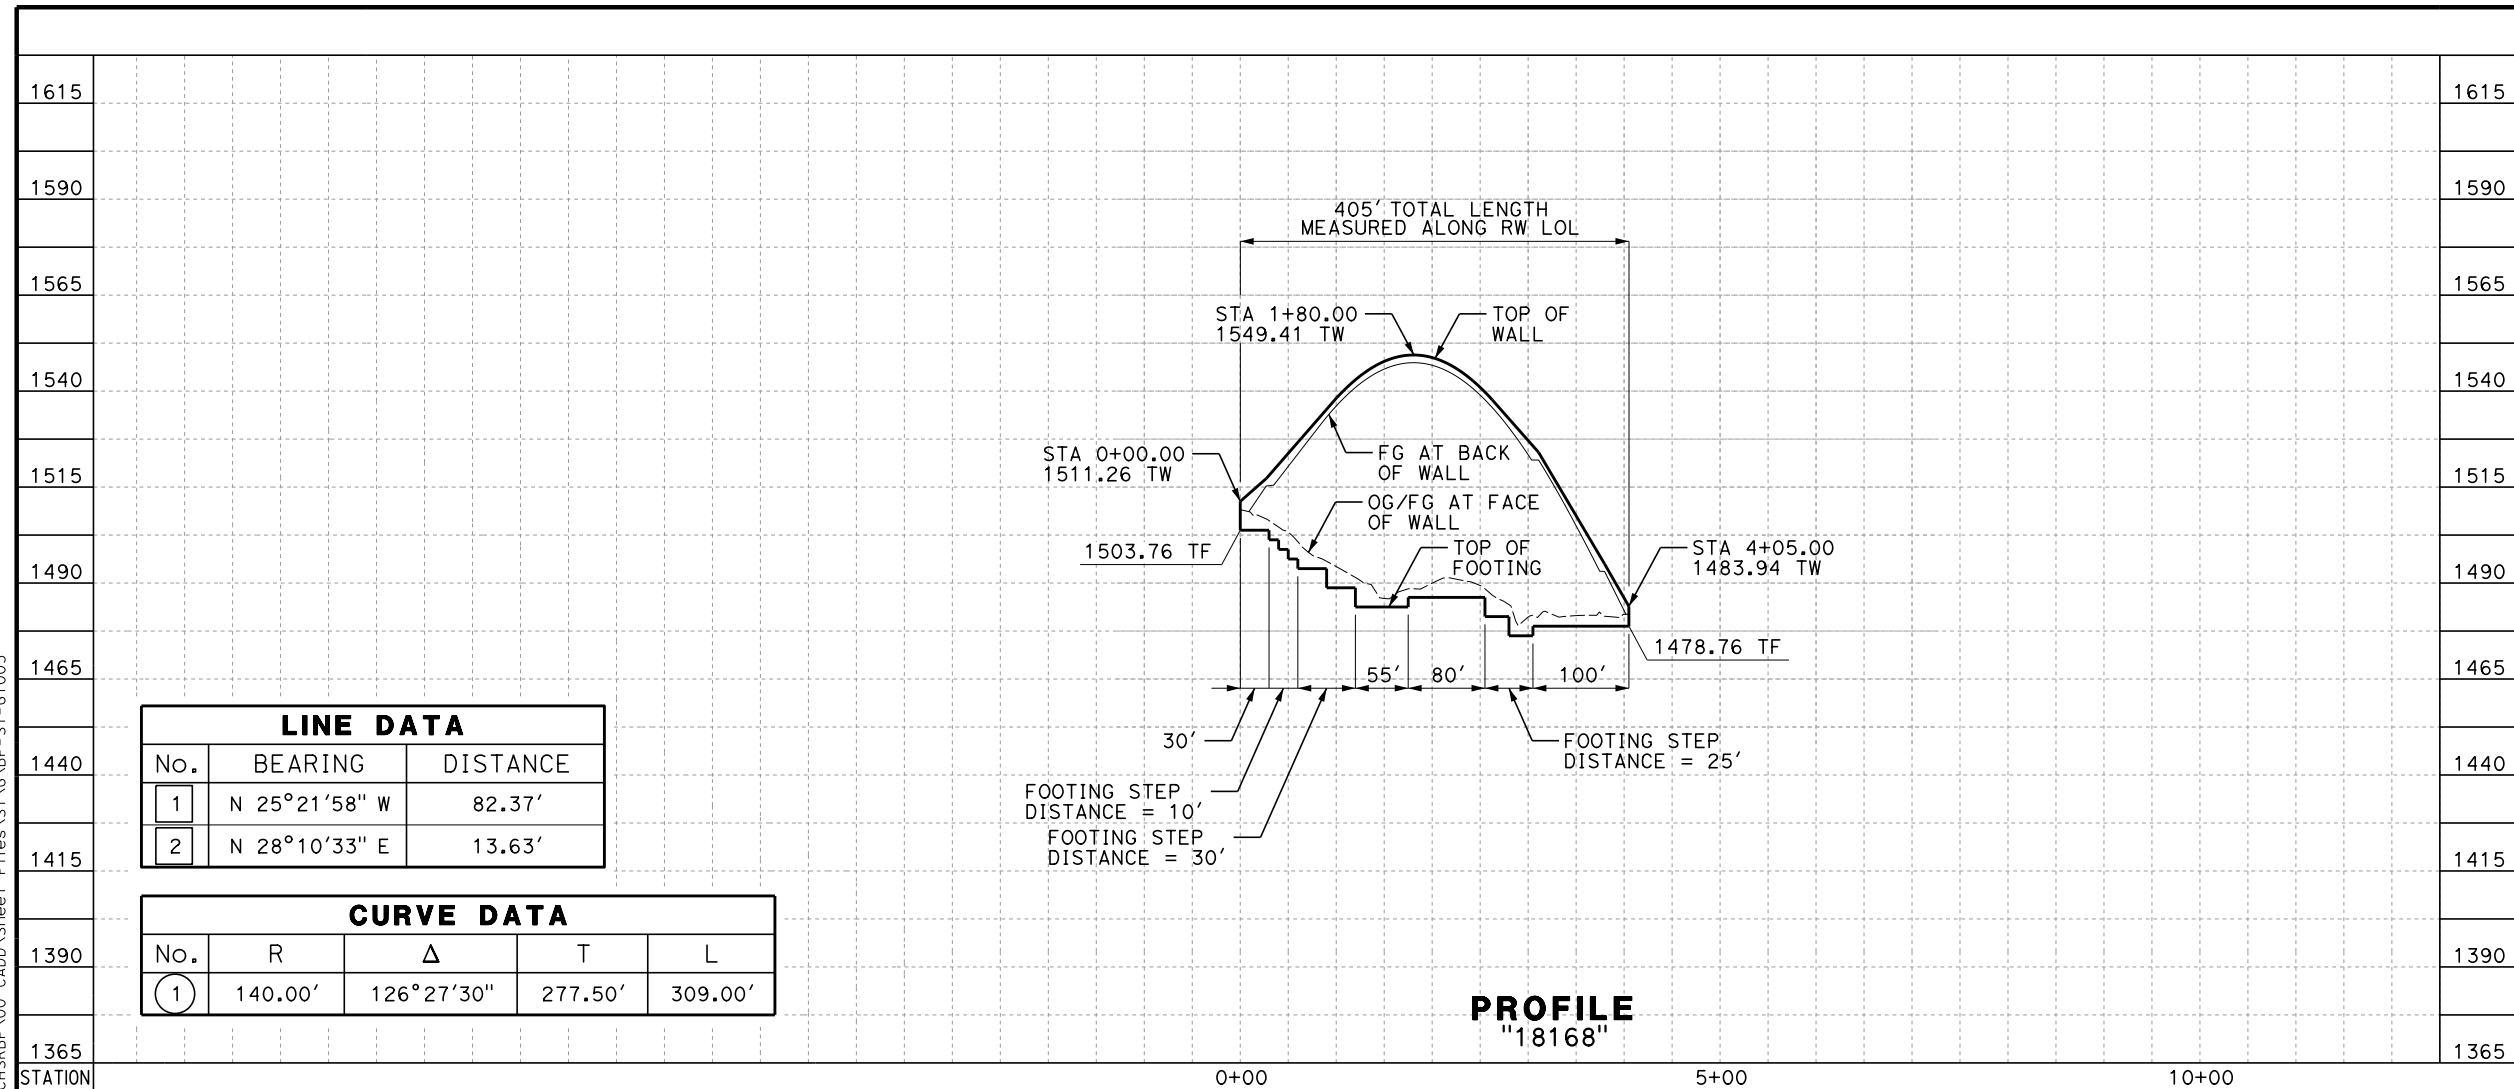 1615
1590
1565
1540
1515
1490
1465
1440
1415
1390
1365
STATION
405' TOTAL LENGTH
MEASURED ALONG RW LOL
STA 1+80.00
1549.41 TW
TOP OF
WALL
STA 0+00.00
1511.26 TW
FG AT BACK
OF WALL
OG/FG AT FACE
OF WALL
1503.76 TF
TOP OF
FOOTING
STA 4+05.00
1483.94 TW
1478.76 TF
55' 80' 100'
30'
FOOTING STEP
DISTANCE = 25'
FOOTING STEP
DISTANCE = 10'
FOOTING STEP
DISTANCE = 30'
LINE DATA
No. BEARING DISTANCE
1 N 25°21'58" W 82.37'
2 N 28°10'33" E 13.63'
CURVE DATA
No. R Δ T L
1 140.00' 126°27'30" 277.50' 309.00'
PROFILE
"18168"
0+00 5+00 10+00
1615
1590
1565
1540
1515
1490
1465
1440
1415
1390
1365